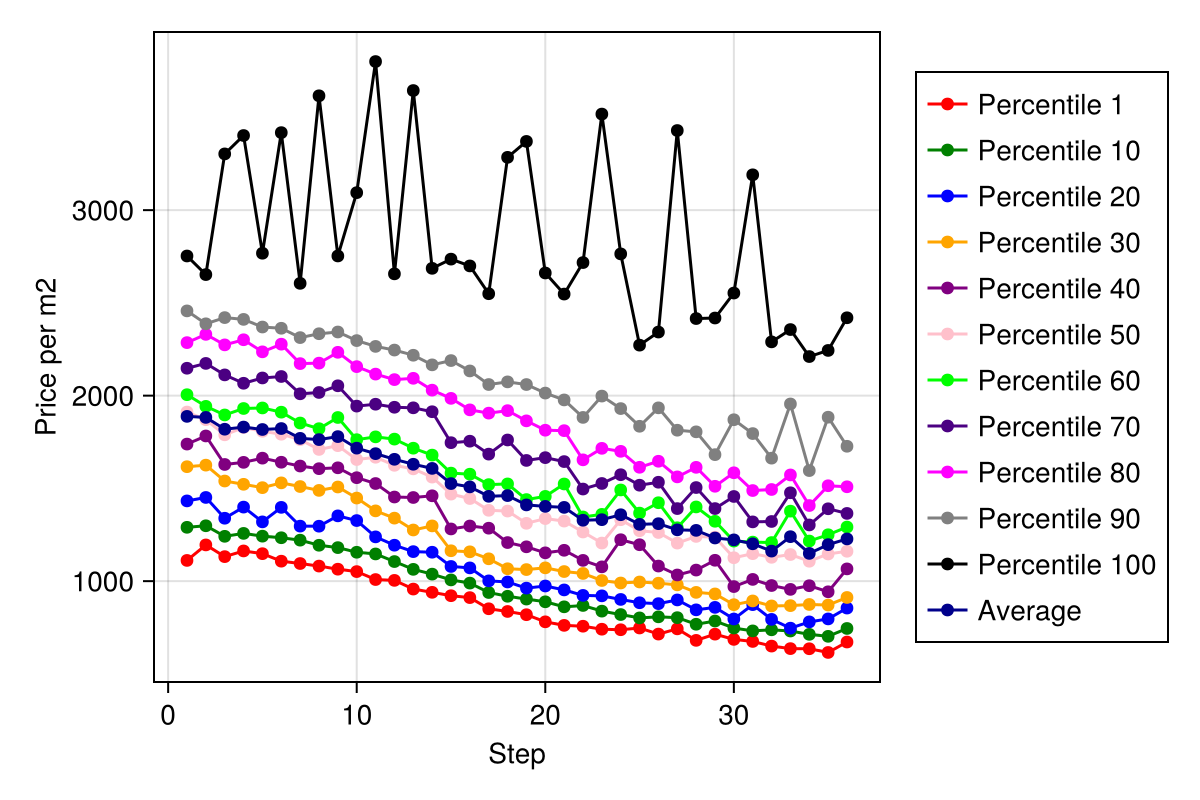 3000
2000
1000
Price per m2
0
10
20
30
Step
Percentile 1
Percentile 10
Percentile 20
Percentile 30
Percentile 40
Percentile 50
Percentile 60
Percentile 70
Percentile 80
Percentile 90
Percentile 100
Average